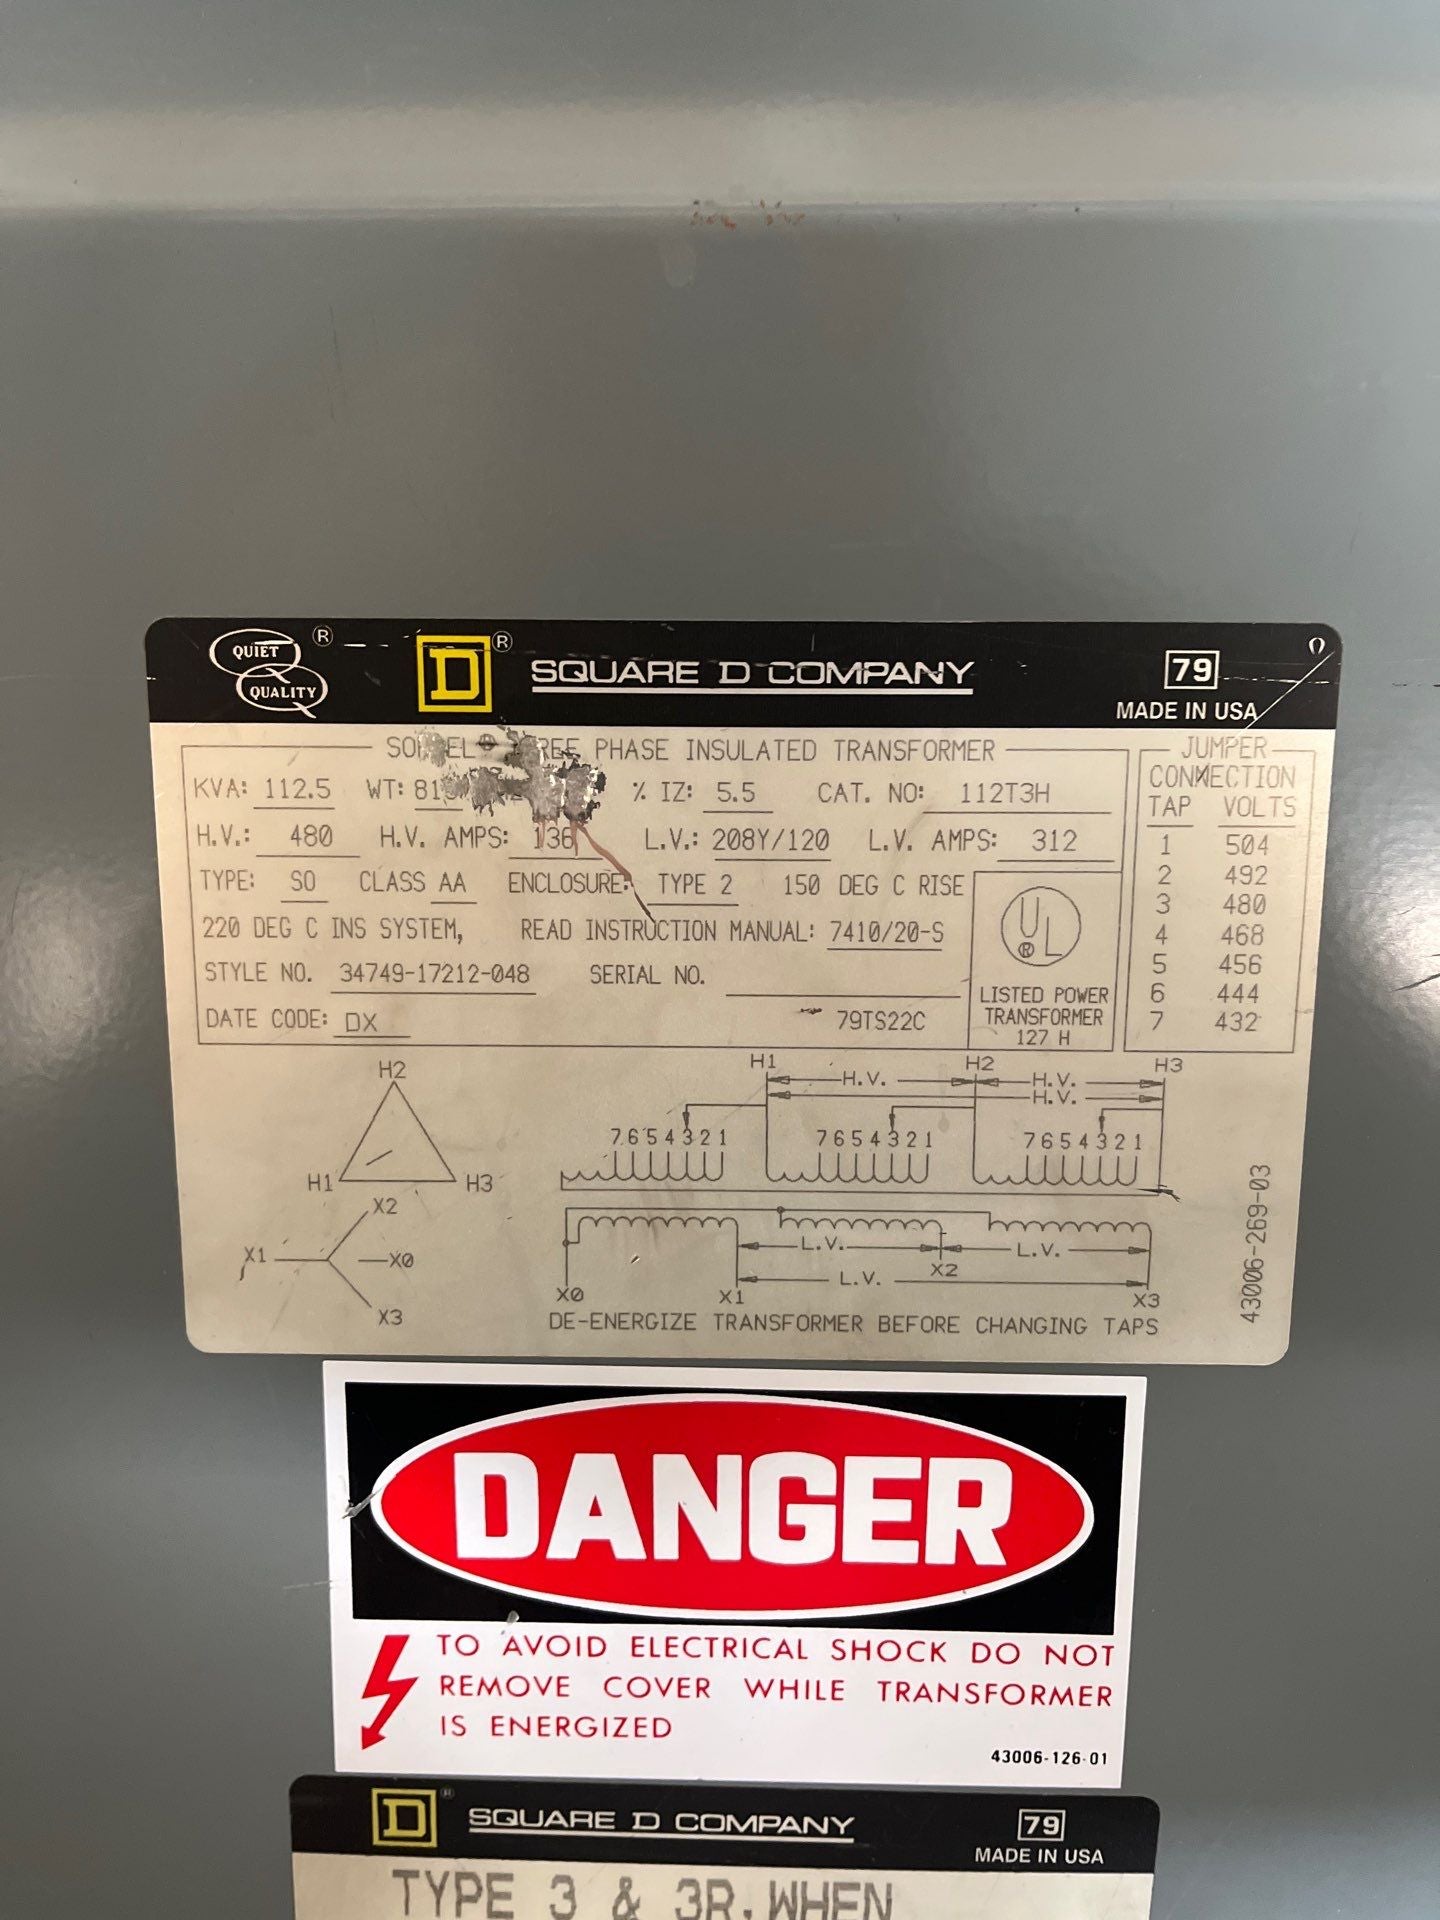 QUIET QUALITY ® D ® SQUARE D COMPANY 79
MADE IN USA
PHASE INSULATED TRANSFORMER
KVA: 112.5 WT: % IZ: 5.5 CAT. NO: 112T3H
H.V.: 480 H.V. AMPS: 136 L.V.: 208Y/120 L.V. AMPS: 312
TYPE: SO CLASS AA ENCLOSURE: TYPE 2 150 DEG C RISE
220 DEG C INS SYSTEM, READ INSTRUCTION MANUAL: 7410/20-S
STYLE NO. 34749-17212-048 SERIAL NO.
DATE CODE: DX 79TS22C
UL ®
LISTED POWER
TRANSFORMER
127 H
JUMPER
CONNECTION
TAP VOLTS
1 504
2 492
3 480
4 468
5 456
6 444
7 432
H2
H1 H3
X2
X1 X0
X3
H1 H2 H3
H.V. H.V.
H.V.
7 6 5 4 3 2 1 7 6 5 4 3 2 1 7 6 5 4 3 2 1
L.V. L.V.
L.V. X2
X0 X1 X3
DE-ENERGIZE TRANSFORMER BEFORE CHANGING TAPS
43006-269-03
DANGER
TO AVOID ELECTRICAL SHOCK DO NOT
REMOVE COVER WHILE TRANSFORMER
IS ENERGIZED
43006-126-01
D ® SQUARE D COMPANY 79
MADE IN USA
TYPE 3 & 3R. WHEN